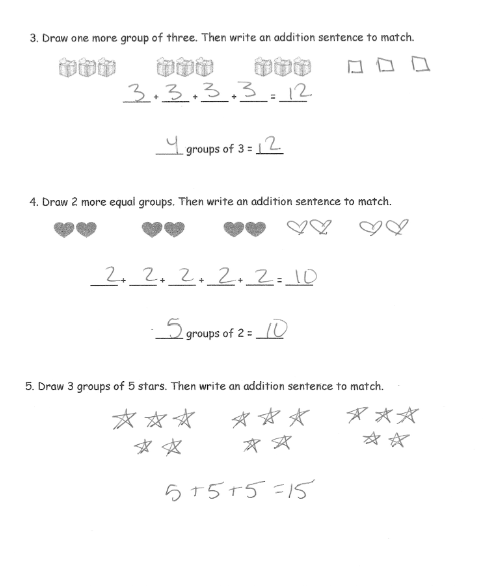 3. Draw one more group of three. Then write an addition sentence to match.
3 + 3 + 3 + 3 = 12
4 groups of 3 = 12
4. Draw 2 more equal groups. Then write an addition sentence to match.
2 + 2 + 2 + 2 + 2 = 10
5 groups of 2 = 10
5. Draw 3 groups of 5 stars. Then write an addition sentence to match.
5 + 5 + 5 = 15